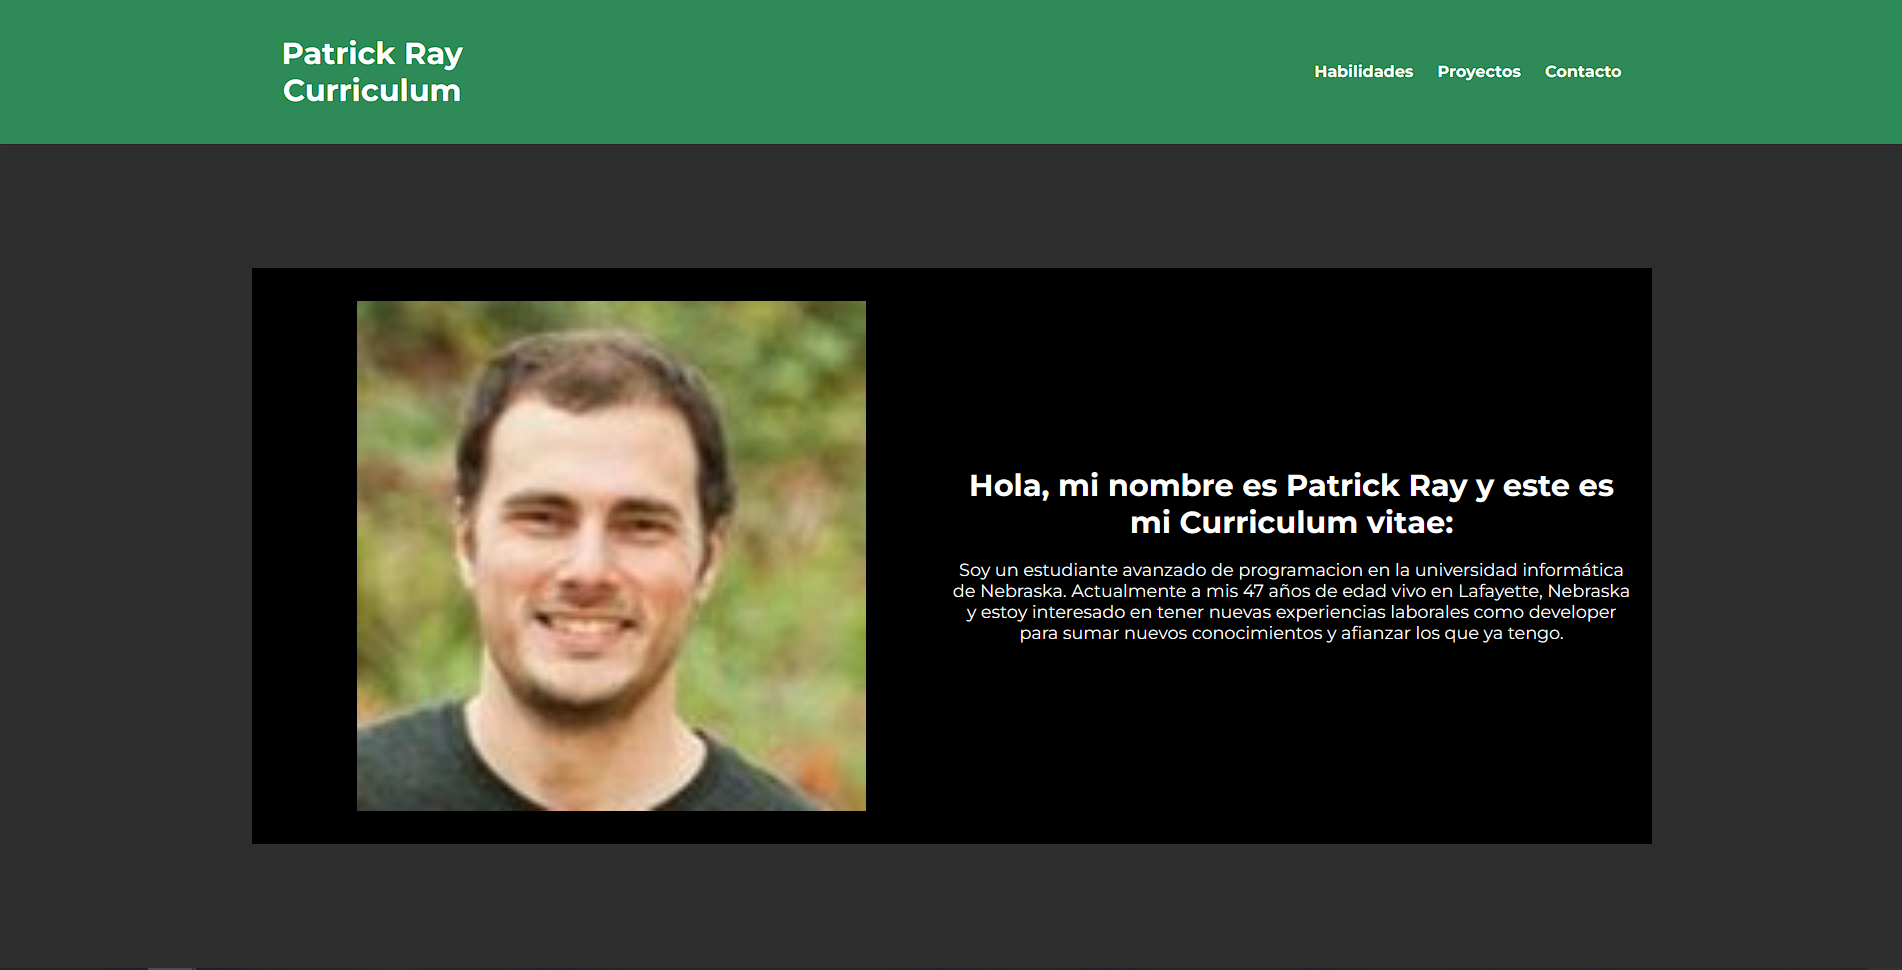 Patrick Ray
Curriculum
Habilidades Proyectos Contacto
Hola, mi nombre es Patrick Ray y este es
mi Curriculum vitae:
Soy un estudiante avanzado de programacion en la universidad informática
de Nebraska. Actualmente a mis 47 años de edad vivo en Lafayette, Nebraska
y estoy interesado en tener nuevas experiencias laborales como developer
para sumar nuevos conocimientos y afianzar los que ya tengo.